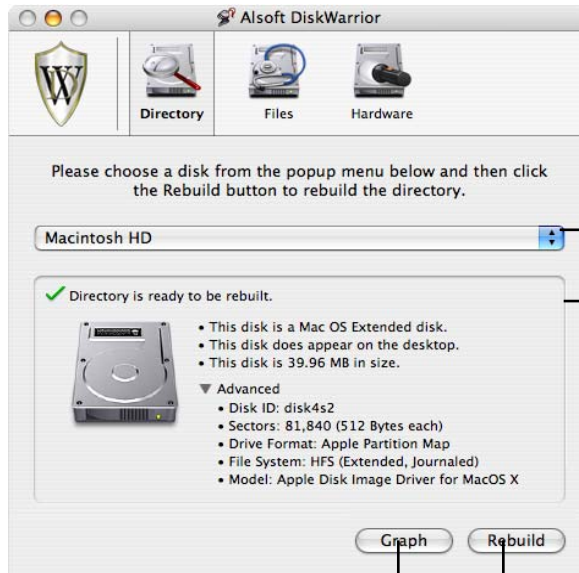 Alsoft DiskWarrior
Directory
Files
Hardware
Please choose a disk from the popup menu below and then click
the Rebuild button to rebuild the directory.
Macintosh HD
Directory is ready to be rebuilt.
• This disk is a Mac OS Extended disk.
• This disk does appear on the desktop.
• This disk is 39.96 MB in size.
Advanced
• Disk ID: disk4s2
• Sectors: 81,840 (512 Bytes each)
• Drive Format: Apple Partition Map
• File System: HFS (Extended, Journaled)
• Model: Apple Disk Image Driver for MacOS X
Graph
Rebuild